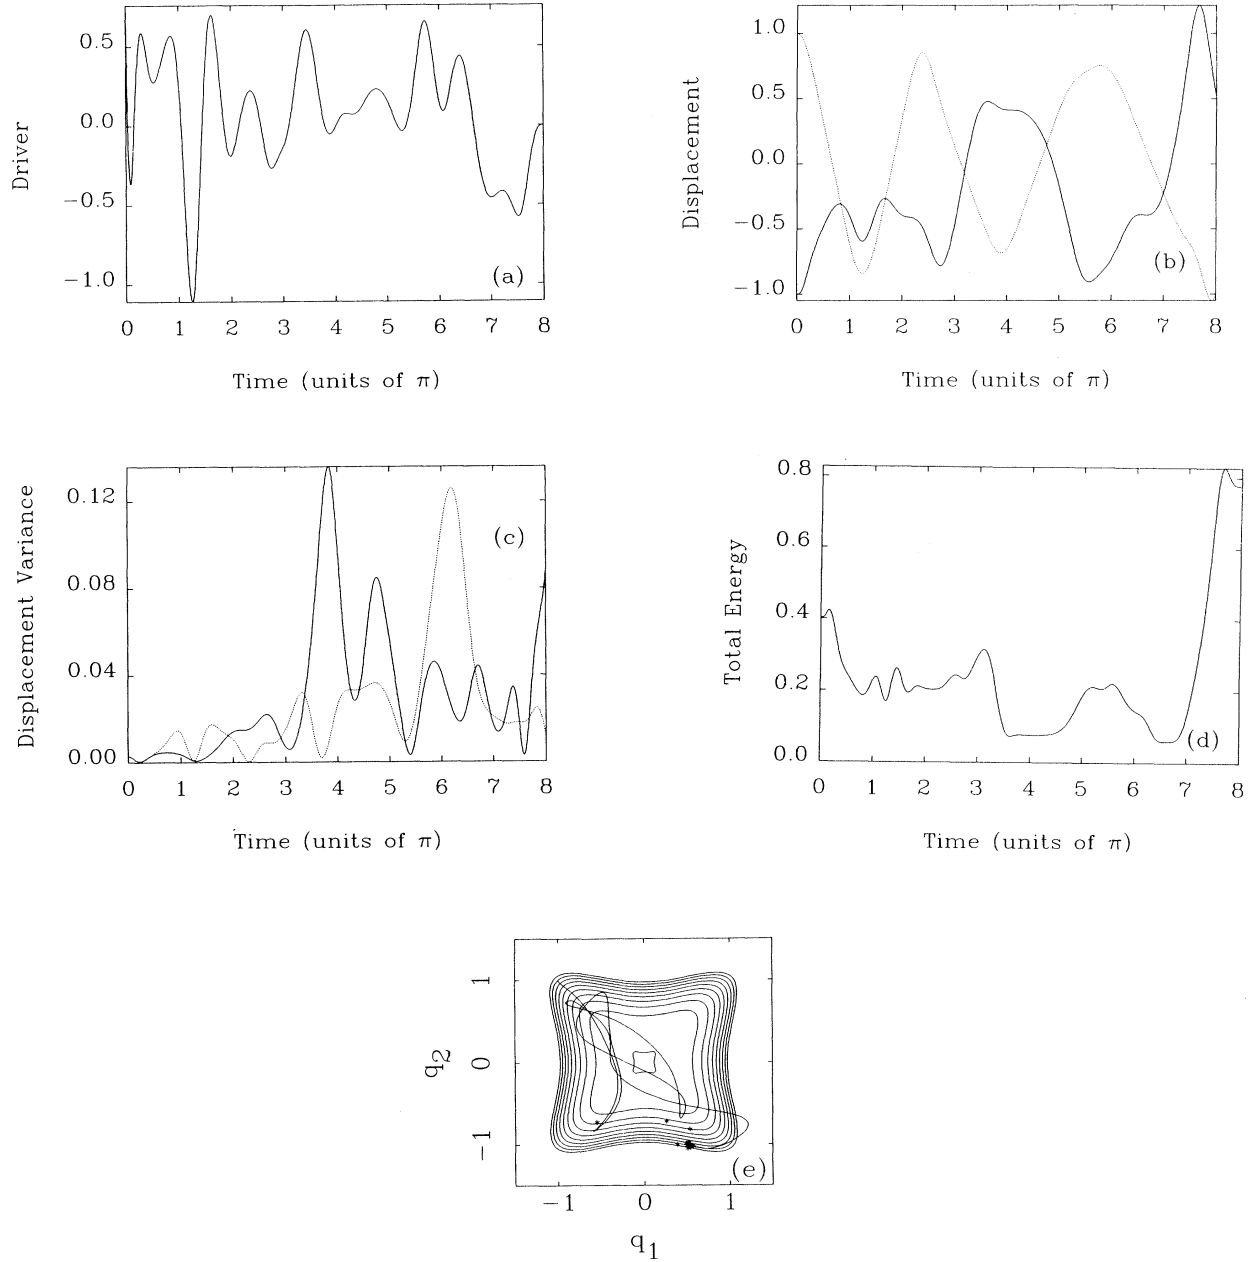 Driver
0.5
0.0
−0.5
−1.0
(a)
0 1 2 3 4 5 6 7 8
Time (units of π)
Displacement
1.0
0.5
0.0
−0.5
−1.0
(b)
0 1 2 3 4 5 6 7 8
Time (units of π)
Displacement Variance
0.12
0.08
0.04
0.00
(c)
0 1 2 3 4 5 6 7 8
Time (units of π)
Total Energy
0.8
0.6
0.4
0.2
0.0
(d)
0 1 2 3 4 5 6 7 8
Time (units of π)
q2
1
0
−1
(e)
−1 0 1
q1